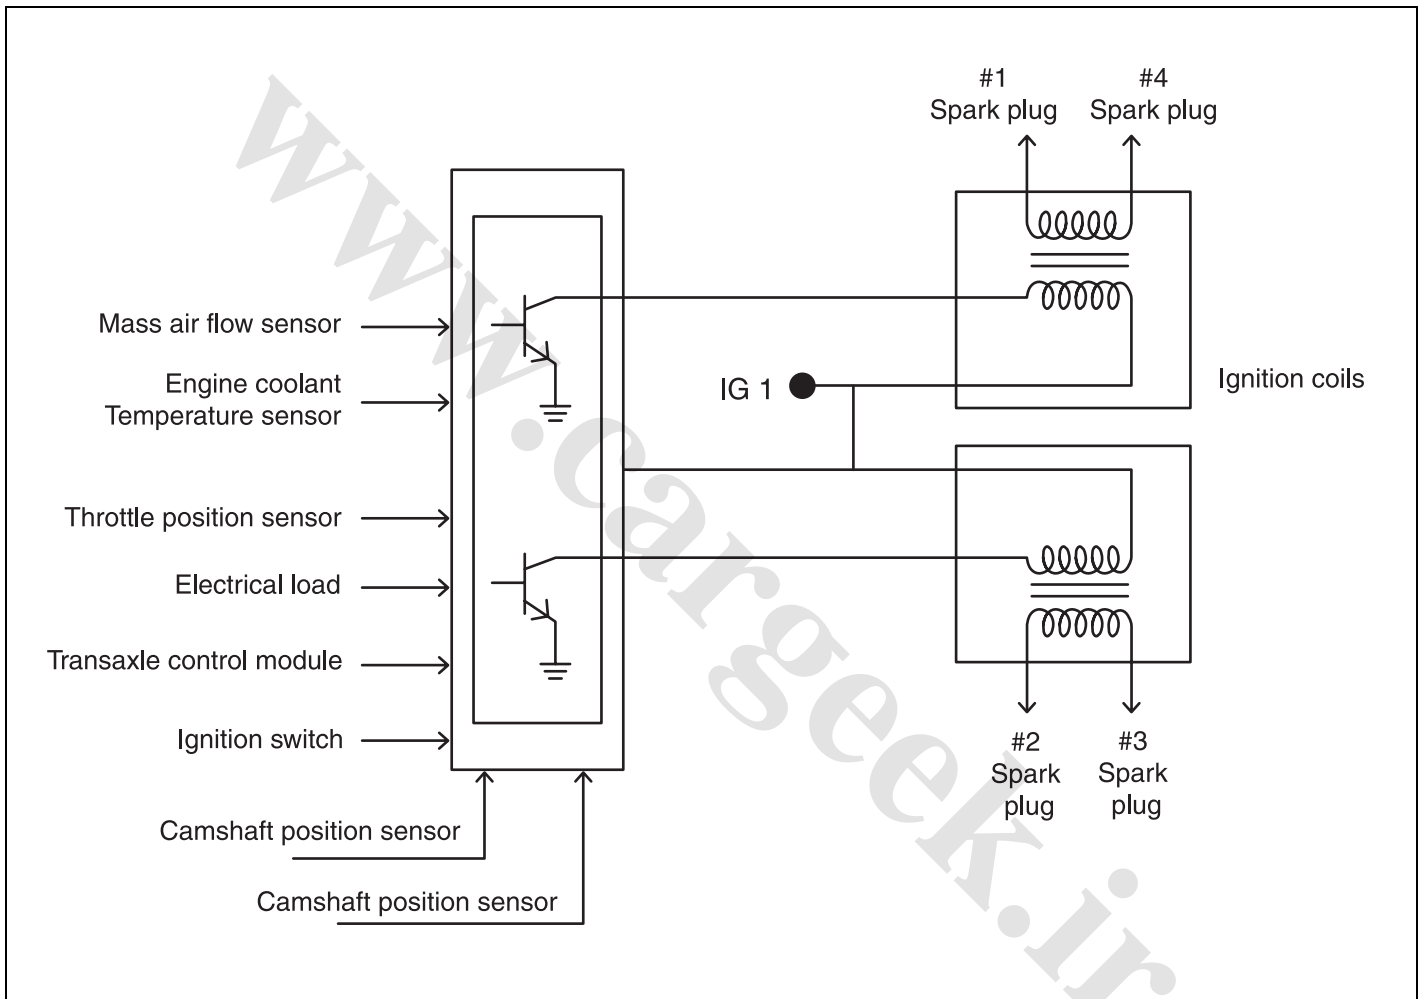 #1
Spark plug
#4
Spark plug
Mass air flow sensor
Engine coolant
Temperature sensor
Throttle position sensor
Electrical load
Transaxle control module
Ignition switch
Camshaft position sensor
Camshaft position sensor
IG 1
Ignition coils
#2
Spark
plug
#3
Spark
plug
www.cargeek.ir